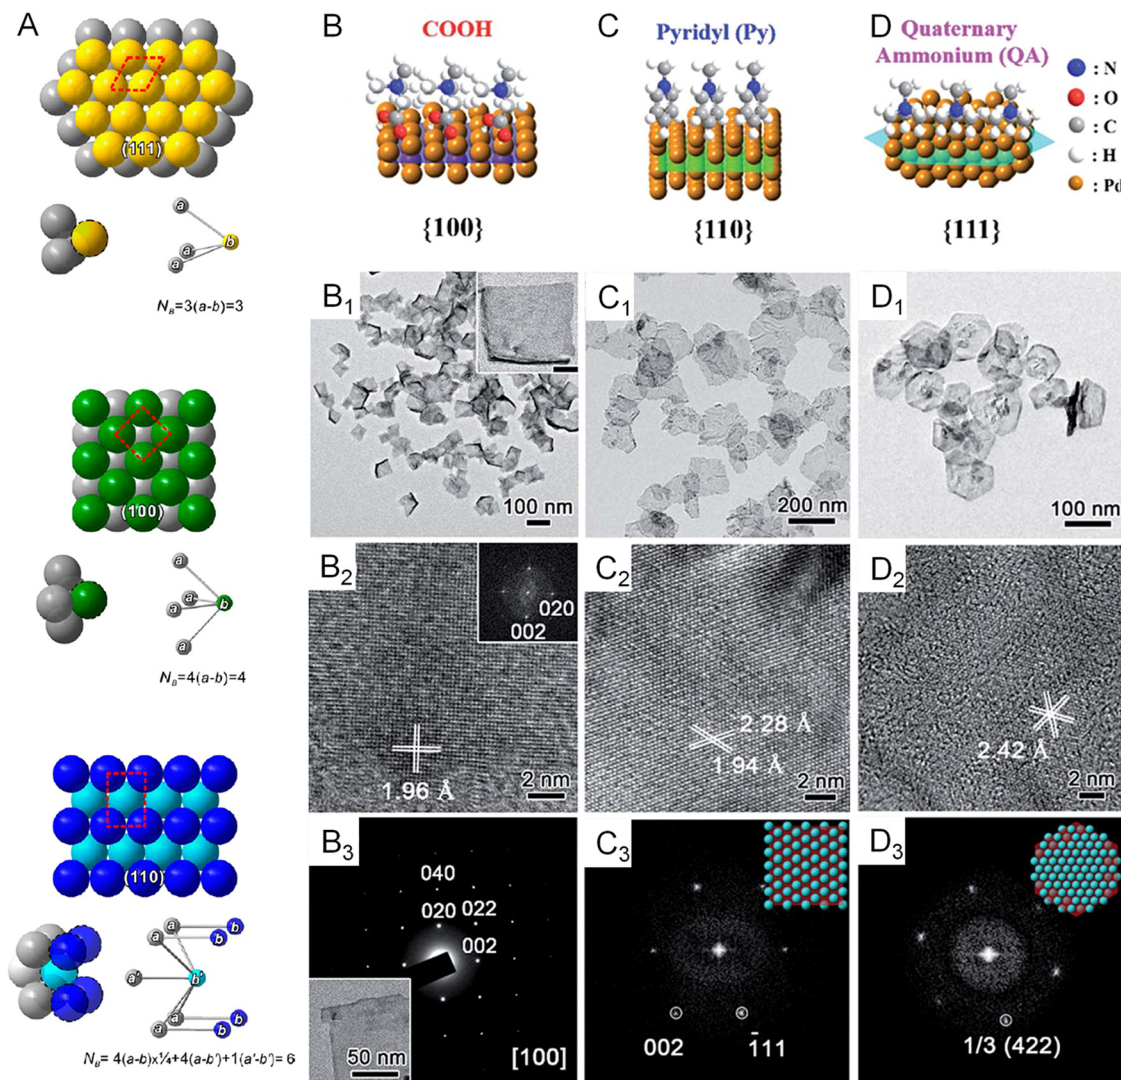 A
(111)
a
a
a
b
N_B=3(a-b)=3
(100)
a
a
a
a
b
N_B=4(a-b)=4
(110)
a
b
a
b
a'
b'
a
b
a
b
N_B= 4(a-b)x¼+4(a-b')+1(a'-b')= 6
B
COOH
{100}
C
Pyridyl (Py)
{110}
D
Quaternary
Ammonium (QA)
: N
: O
: C
: H
: Pd
{111}
B1
100 nm
C1
200 nm
D1
100 nm
B2
020
002
1.96 Å
2 nm
C2
2.28 Å
1.94 Å
2 nm
D2
2.42 Å
2 nm
B3
040
020 022
002
50 nm
[100]
C3
002
1̄11
D3
1/3 (422)